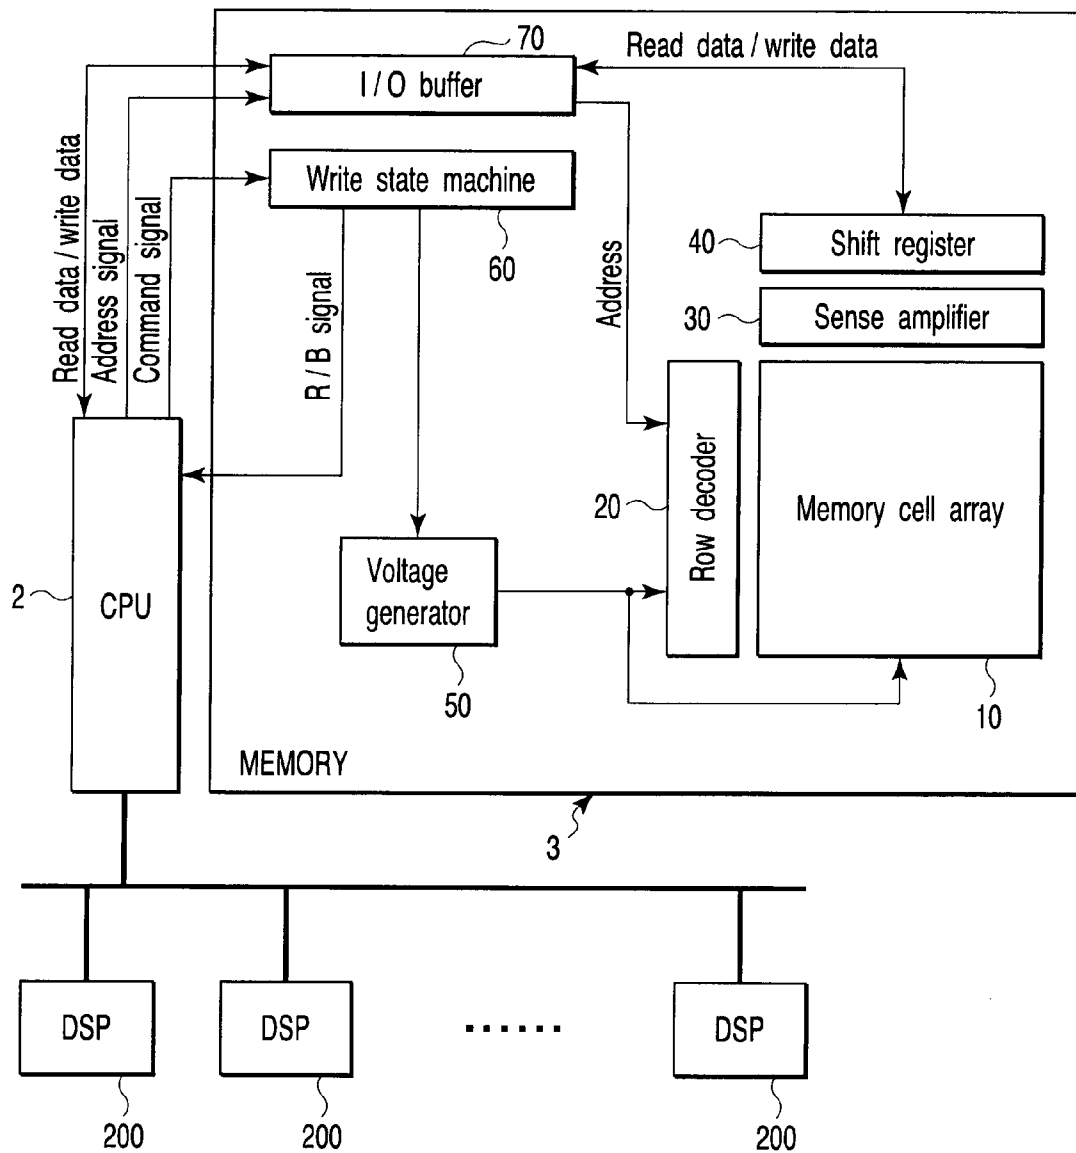 70
Read data / write data
I / O buffer
Write state machine
60
Read data / write data
Address signal
Command signal
R / B signal
Address
40
Shift register
30
Sense amplifier
20
Row decoder
Memory cell array
2
CPU
Voltage
generator
50
10
MEMORY
3
DSP
DSP
......
DSP
200
200
200